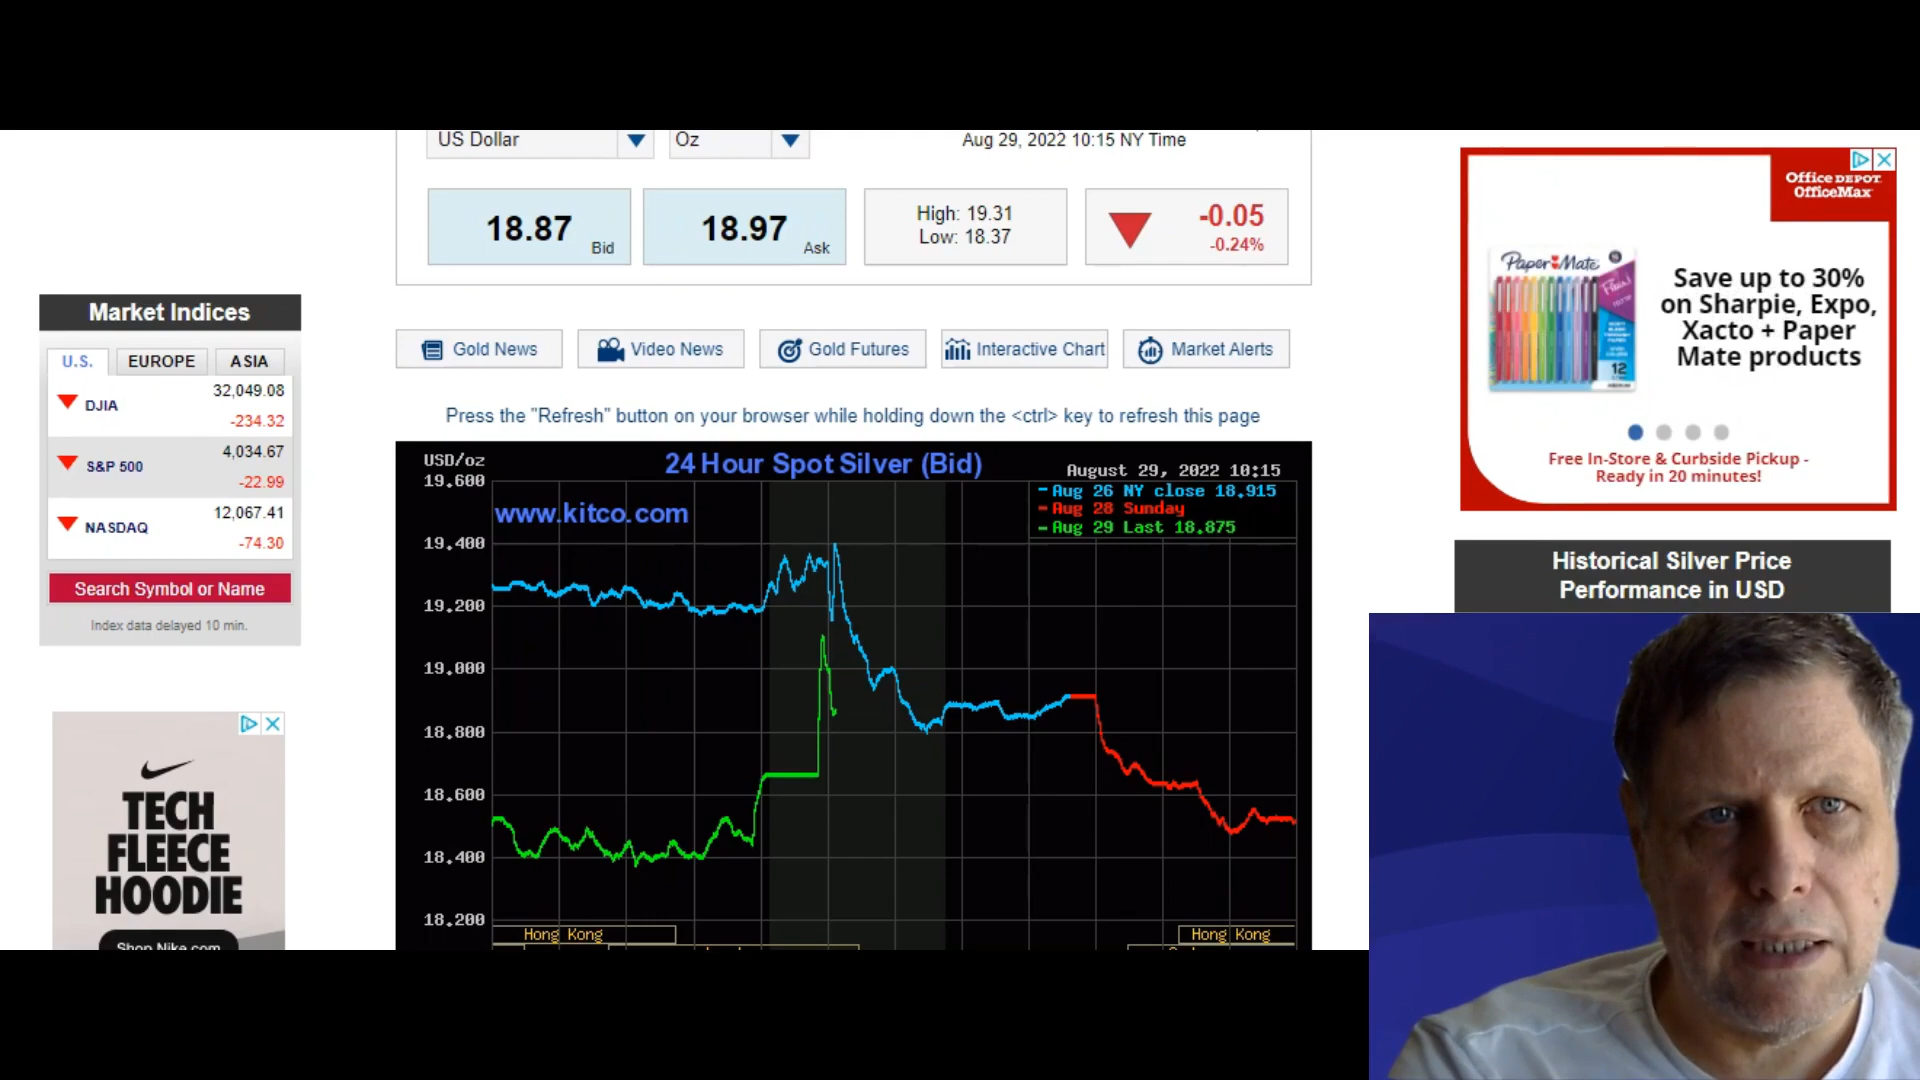 US Dollar
Oz
Aug 29, 2022 10:15 NY Time
18.87 Bid
18.97 Ask
High: 19.31
Low: 18.37
-0.05
-0.24%
Market Indices
U.S.
EUROPE
ASIA
32,049.08
DJIA
-234.32
4,034.67
S&P 500
-22.99
12,067.41
NASDAQ
-74.30
Search Symbol or Name
Index data delayed 10 min.
Gold News
Video News
Gold Futures
Interactive Chart
Market Alerts
Press the "Refresh" button on your browser while holding down the <ctrl> key to refresh this page
USD/oz
24 Hour Spot Silver (Bid)
August 29, 2022 10:15
www.kitco.com
Aug 26 NY close 18.915
Aug 28 Sunday
Aug 29 Last 18.875
19.600
19.400
19.200
19.000
18.800
18.600
18.400
18.200
Hong Kong
Hong Kong
Office DEPOT
OfficeMax
Paper Mate
Flair!
12
Save up to 30%
on Sharpie, Expo,
Xacto + Paper
Mate products
Free In-Store & Curbside Pickup -
Ready in 20 minutes!
Historical Silver Price
Performance in USD
TECH
FLEECE
HOODIE
Shop Nike.com